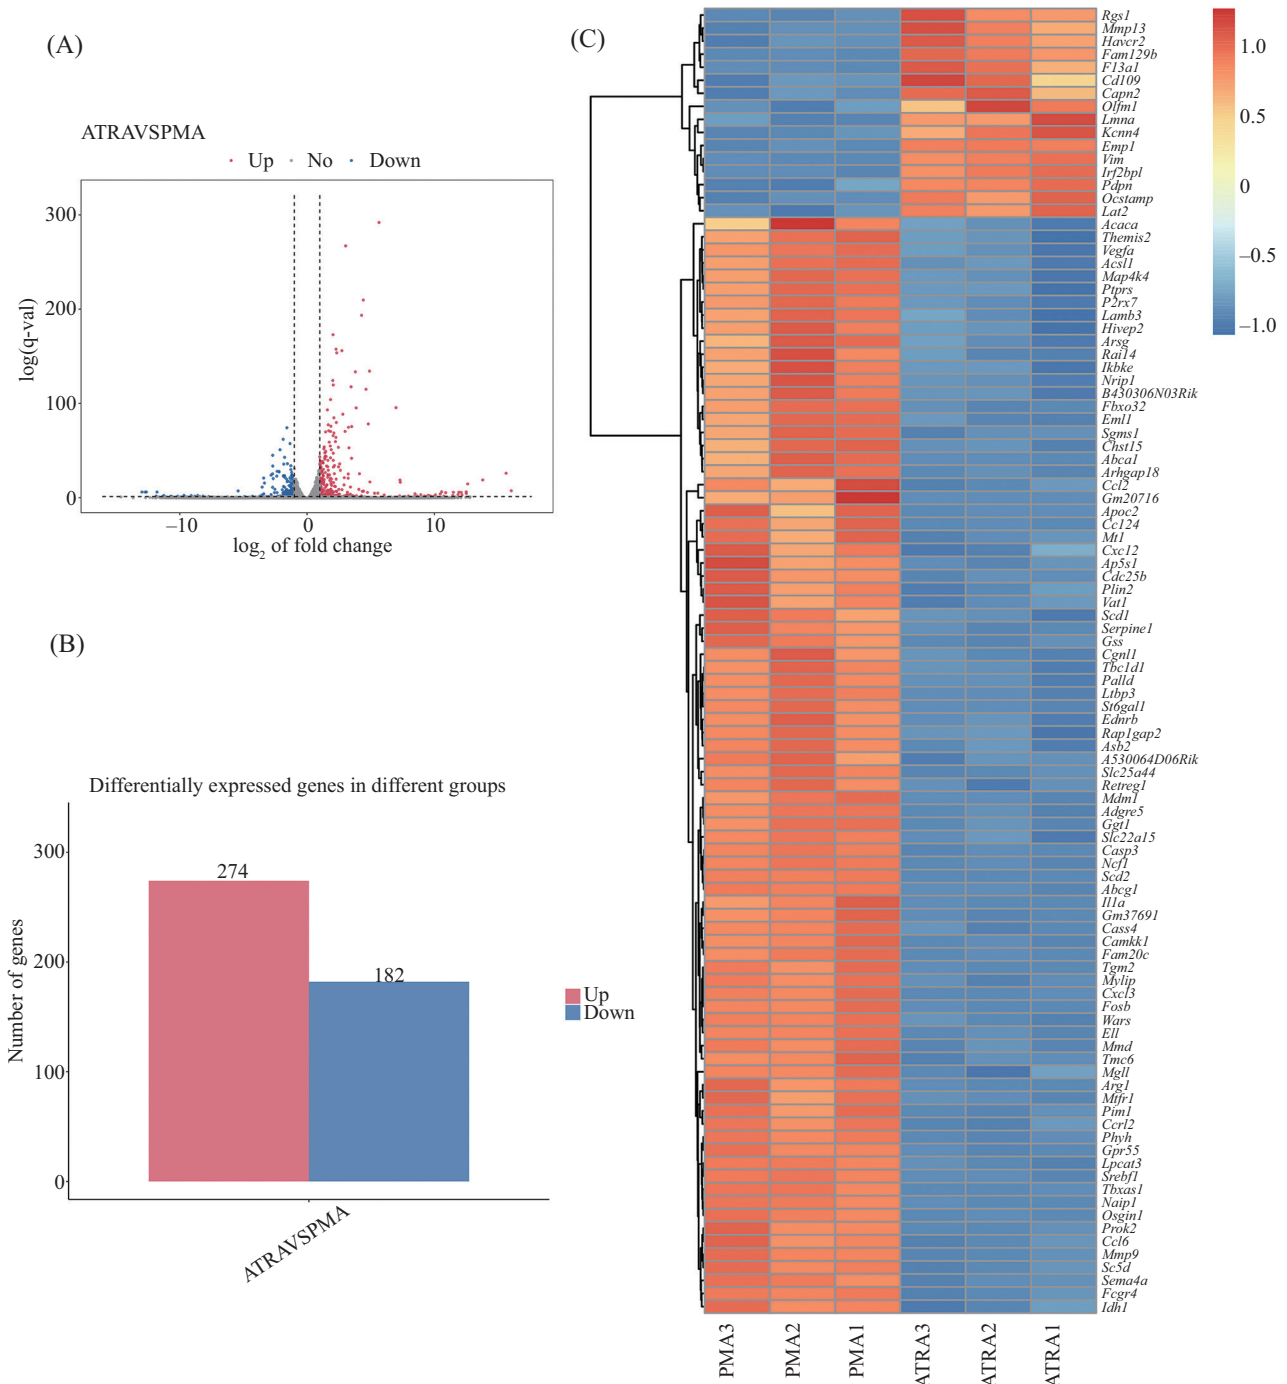 (A)
ATRAVSPMA
Up No Down
log(q-val)
300
200
100
0
−10 0 10
log2 of fold change
(B)
Differentially expressed genes in different groups
Number of genes
300
200
100
0
274
182
Up
Down
ATRAVSPMA
(C)
Rgs1
Mmp13
Havcr2
Fam129b
F13a1
Cd109
Capn2
Olfm1
Lmna
Kcnn4
Emp1
Vim
Irf2bpl
Pdpn
Ocstamp
Lat2
Acaca
Themis2
Vegfa
Acsl1
Map4k4
Ptprs
P2rx7
Lamb3
Hivep2
Arsg
Rai14
Ikbke
Nrip1
B430306N03Rik
Fbxo32
Eml1
Sgms1
Chst15
Abca1
Arhgap18
Ccl2
Gm20716
Apoc2
Cc124
Mt1
Cxc12
Ap5s1
Cdc25b
Plin2
Vat1
Scd1
Serpine1
Gss
Cgnl1
Tbc1d1
Palld
Ltbp3
St6gal1
Ednrb
Rap1gap2
Asb2
A530064D06Rik
Slc25a44
Retreg1
Mdm1
Adgre5
Ggt1
Slc22a15
Casp3
Ncf1
Scd2
Abcg1
Il1a
Gm37691
Cass4
Camkk1
Fam20c
Tgm2
Mylip
Cxcl3
Fosb
Wars
Ell
Mmd
Tmc6
Mgll
Arg1
Mtfr1
Pim1
Ccrl2
Phyh
Gpr55
Lpcat3
Srebf1
Tbxas1
Naip1
Osgin1
Prok2
Ccl6
Mmp9
Sc5d
Sema4a
Fcgr4
Idh1
PMA3 PMA2 PMA1 ATRA3 ATRA2 ATRA1
1.0
0.5
0
−0.5
−1.0